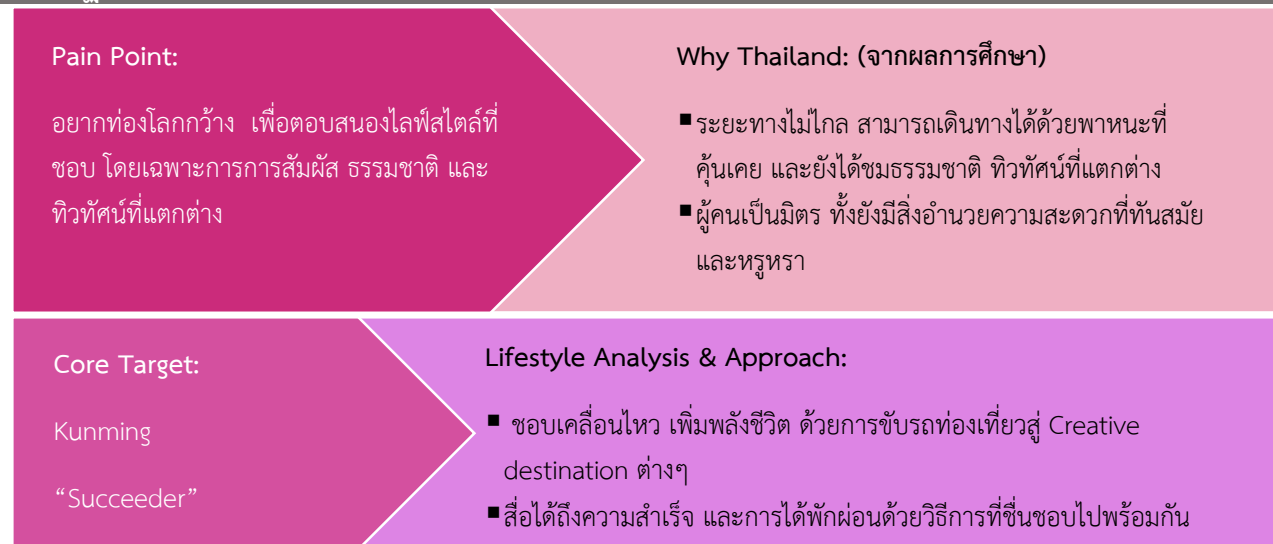 Pain Point:
อยากท่องโลกกว้าง เพื่อตอบสนองไลฟ์สไตล์ที่
ชอบ โดยเฉพาะการการสัมผัส ธรรมชาติ และ
ทิวทัศน์ที่แตกต่าง
Why Thailand: (จากผลการศึกษา)
▪ระยะทางไม่ไกล สามารถเดินทางได้ด้วยพาหนะที่
คุ้นเคย และยังได้ชมธรรมชาติ ทิวทัศน์ที่แตกต่าง
▪ผู้คนเป็นมิตร ทั้งยังมีสิ่งอำนวยความสะดวกที่ทันสมัย
และหรูหรา
Core Target:
Kunming
“Succeeder”
Lifestyle Analysis & Approach:
▪ ชอบเคลื่อนไหว เพิ่มพลังชีวิต ด้วยการขับรถท่องเที่ยวสู่ Creative
destination ต่างๆ
▪สื่อได้ถึงความสำเร็จ และการได้พักผ่อนด้วยวิธีการที่ชื่นชอบไปพร้อมกัน